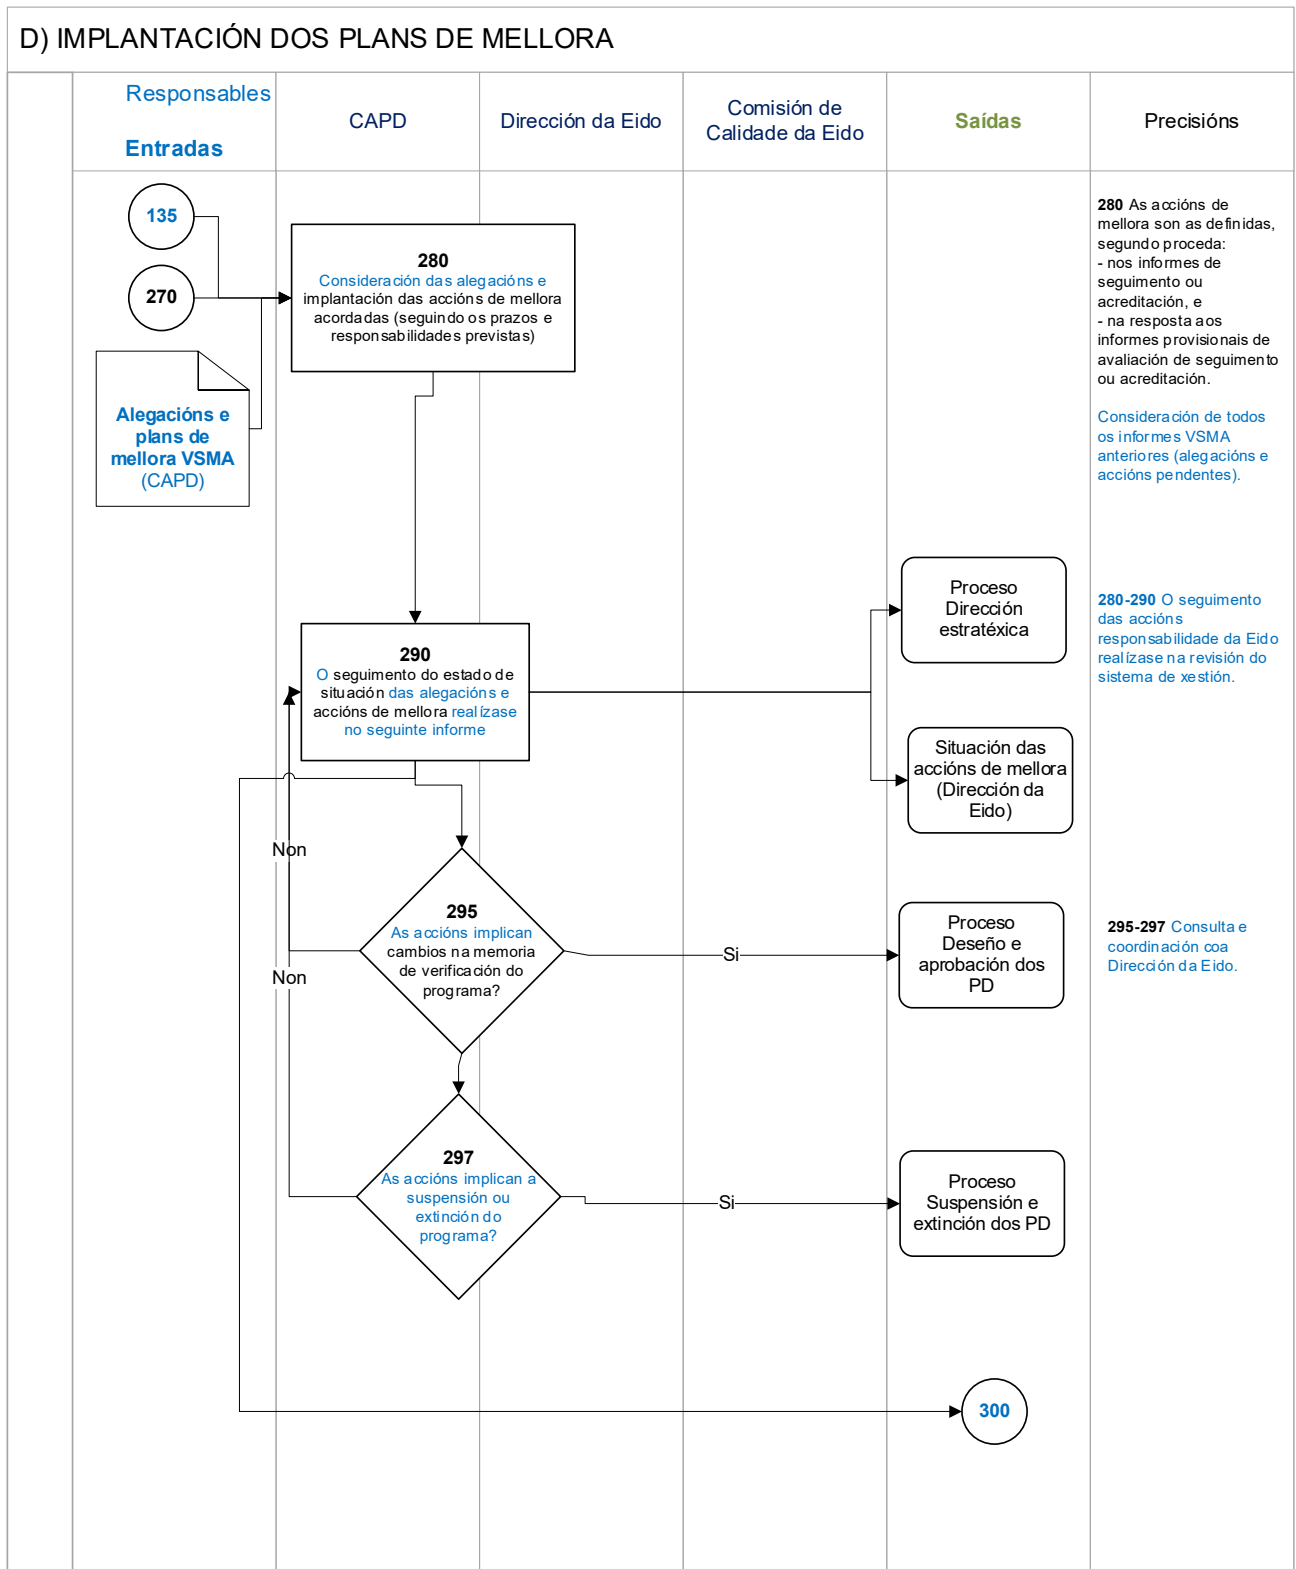 D) IMPLANTACIÓN DOS PLANS DE MELLORA
Responsables
Entradas
CAPD
Dirección da Eido
Comisión de
Calidade da Eido
Saídas
Precisións
135
270
Alegacións e
plans de
mellora VSMA
(CAPD)
280
Consideración das alegacións e
implantación das accións de mellora
acordadas (seguindo os prazos e
responsabilidades previstas)
280 As accións de
mellora son as definidas,
segundo proceda:
- nos informes de
seguimento ou
acreditación, e
- na resposta aos
informes provisionais de
avaliación de seguimento
ou acreditación.
Consideración de todos
os informes VSMA
anteriores (alegacións e
accións pendentes).
290
O seguimento do estado de
situación das alegacións e
accións de mellora realízase
no seguinte informe
Proceso
Dirección
estratéxica
280-290 O seguimento
das accións
responsabilidade da Eido
realízase na revisión do
sistema de xestión.
Situación das
accións de mellora
(Dirección da
Eido)
Non
295
As accións implican
cambios na memoria
de verificación do
programa?
Si
Proceso
Deseño e
aprobación dos
PD
295-297 Consulta e
coordinación coa
Dirección da Eido.
Non
297
As accións implican a
suspensión ou
extinción do
programa?
Si
Proceso
Suspensión e
extinción dos PD
300